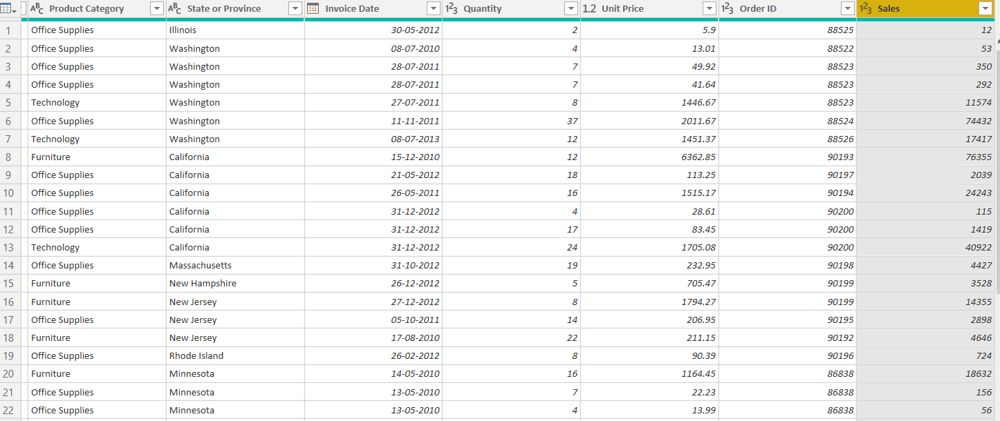 ABC Product Category ABC State or Province Invoice Date 123 Quantity 1.2 Unit Price 123 Order ID 123 Sales
1 Office Supplies Illinois 30-05-2012 2 5.9 88525 12
2 Office Supplies Washington 08-07-2010 4 13.01 88522 53
3 Office Supplies Washington 28-07-2011 7 49.92 88523 350
4 Office Supplies Washington 28-07-2011 7 41.64 88523 292
5 Technology Washington 27-07-2011 8 1446.67 88523 11574
6 Office Supplies Washington 11-11-2011 37 2011.67 88524 74432
7 Technology Washington 08-07-2013 12 1451.37 88526 17417
8 Furniture California 15-12-2010 12 6362.85 90193 76355
9 Office Supplies California 21-05-2012 18 113.25 90197 2039
10 Office Supplies California 26-05-2011 16 1515.17 90194 24243
11 Office Supplies California 31-12-2012 4 28.61 90200 115
12 Office Supplies California 31-12-2012 17 83.45 90200 1419
13 Technology California 31-12-2012 24 1705.08 90200 40922
14 Office Supplies Massachusetts 31-10-2012 19 232.95 90198 4427
15 Furniture New Hampshire 26-12-2012 5 705.47 90199 3528
16 Furniture New Jersey 27-12-2012 8 1794.27 90199 14355
17 Office Supplies New Jersey 05-10-2011 14 206.95 90195 2898
18 Furniture New Jersey 17-08-2010 22 211.15 90192 4646
19 Office Supplies Rhode Island 26-02-2012 8 90.39 90196 724
20 Furniture Minnesota 14-05-2010 16 1164.45 86838 18632
21 Office Supplies Minnesota 13-05-2010 7 22.23 86838 156
22 Office Supplies Minnesota 13-05-2010 4 13.99 86838 56